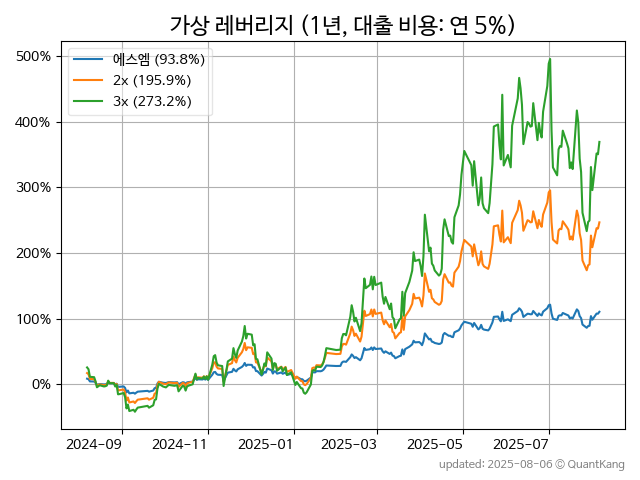 가상 레버리지 (1년, 대출 비용: 연 5%)
에스엠 (93.8%)
2x (195.9%)
3x (273.2%)
500%
400%
300%
200%
100%
0%
2024-09 2024-11 2025-01 2025-03 2025-05 2025-07
updated: 2025-08-06 © QuantKang